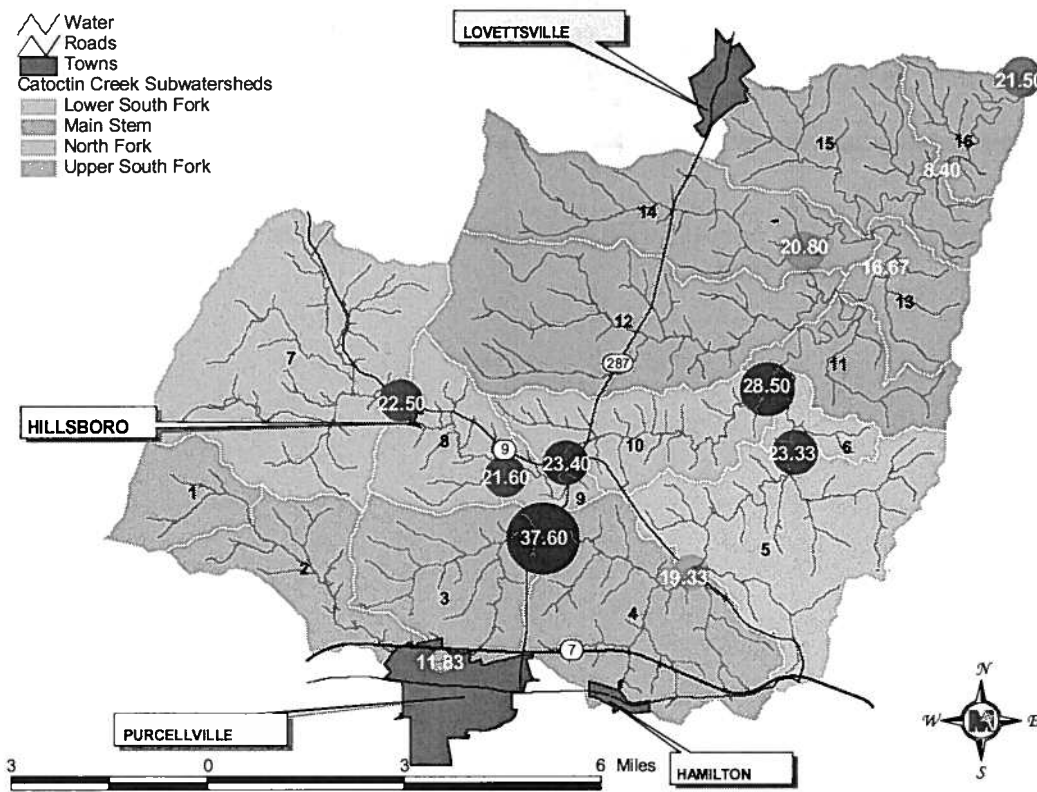 Water
Roads
Towns
Catoctin Creek Subwatersheds
Lower South Fork
Main Stem
North Fork
Upper South Fork
LOVETTSVILLE
21.50
15
16
8.40
14
20.80
16.67
13
12
7
287
11
28.50
22.50
HILLSBORO
8
9
10
23.40
23.33
6
21.60
9
1
37.60
5
2
19.33
3
4
7
11.83
PURCELLVILLE
HAMILTON
N
W
E
S
3 0 3 6 Miles